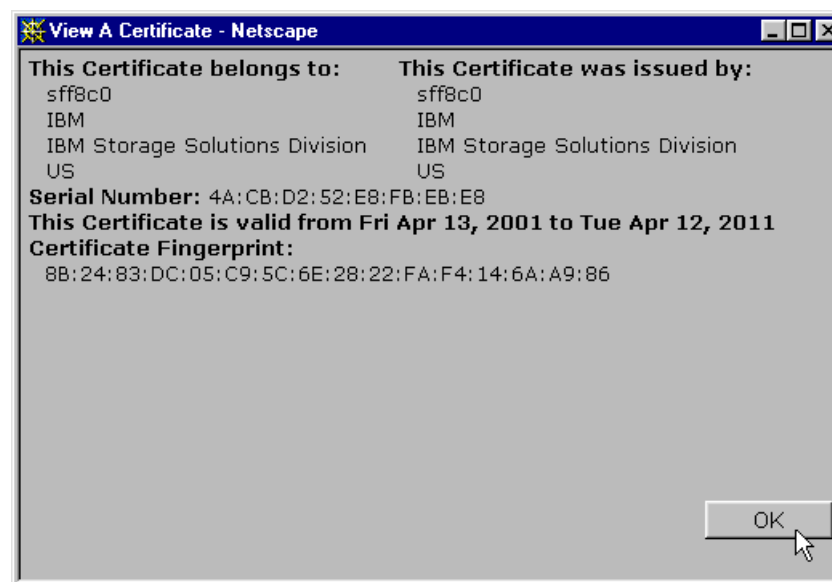 View A Certificate - Netscape
This Certificate belongs to: This Certificate was issued by:
sff8c0 sff8c0
IBM IBM
IBM Storage Solutions Division IBM Storage Solutions Division
US US
Serial Number: 4A:CB:D2:52:E8:FB:EB:E8
This Certificate is valid from Fri Apr 13, 2001 to Tue Apr 12, 2011
Certificate Fingerprint:
8B:24:83:DC:05:C9:5C:6E:28:22:FA:F4:14:6A:A9:86
OK